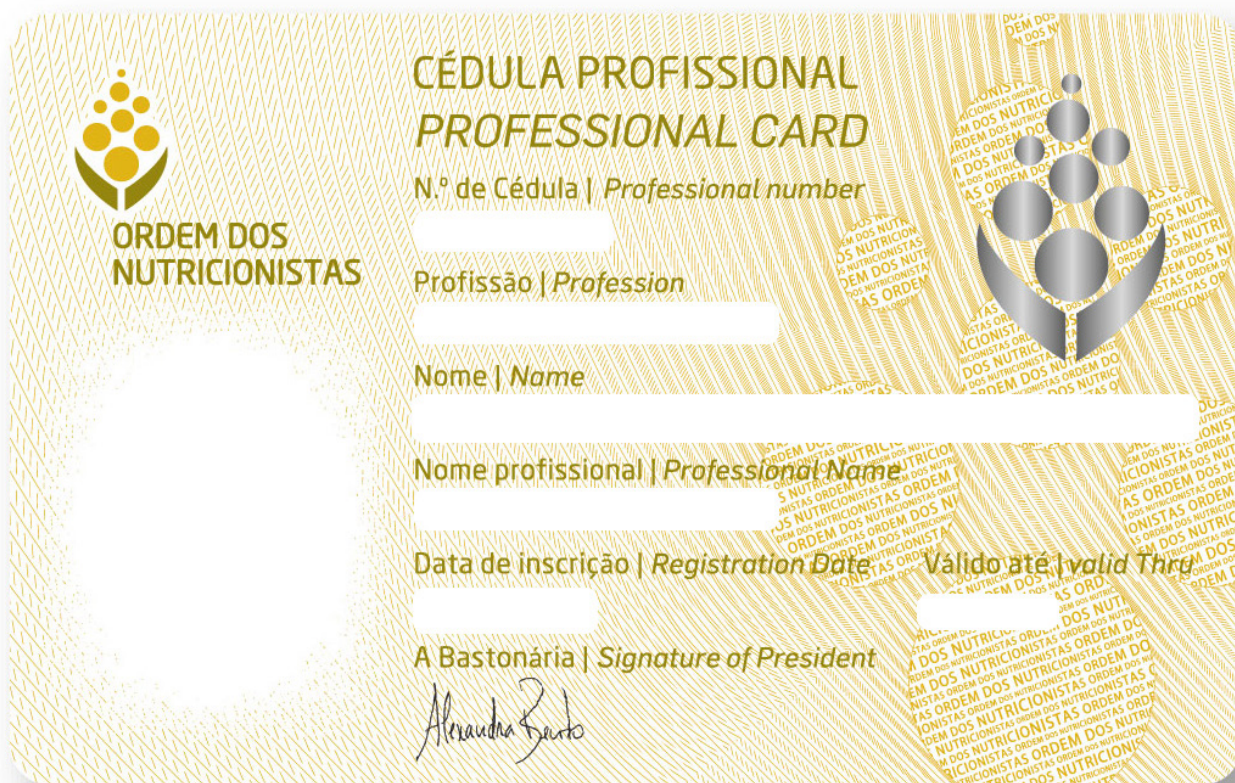 CÉDULA PROFISSIONAL
PROFESSIONAL CARD
N.º de Cédula | Professional number
ORDEM DOS
NUTRICIONISTAS
Profissão | Profession
Nome | Name
Nome profissional | Professional Name
Data de inscrição | Registration Date
Válido até | valid Thru
A Bastonária | Signature of President
Alexandra Bento